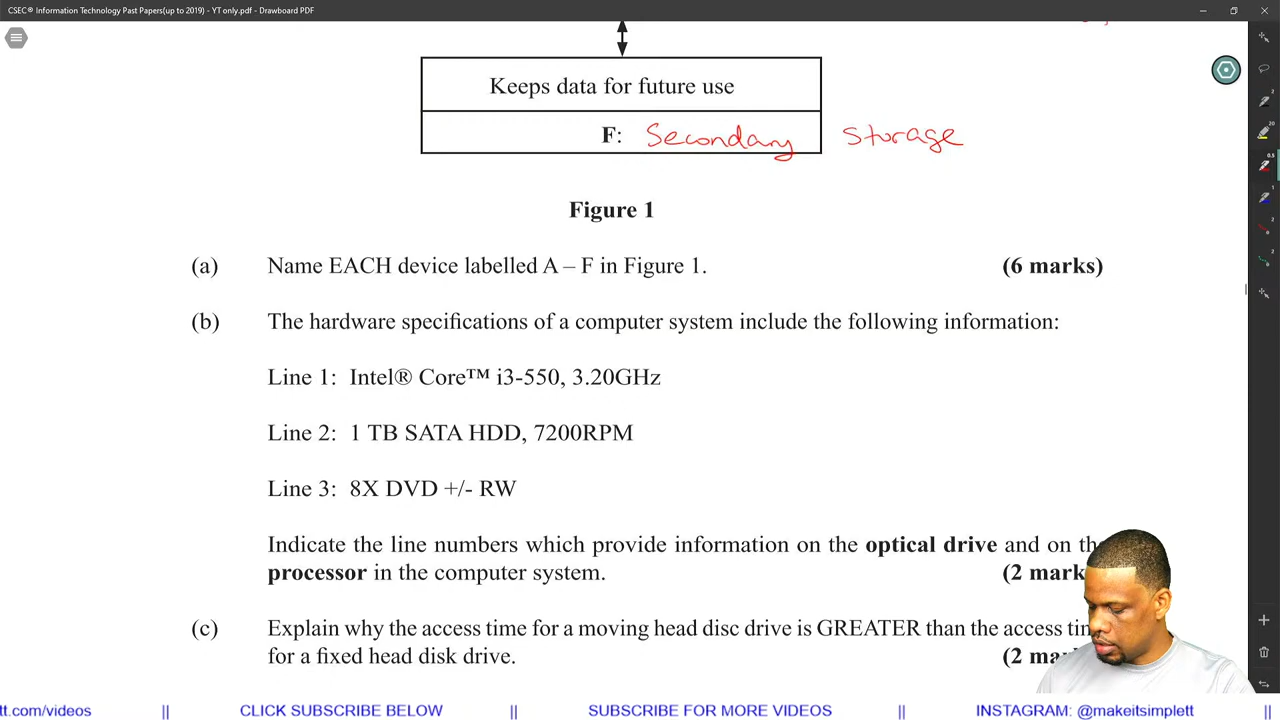 CSEC® Information Technology Past Papers(up to 2019) - YT only.pdf - Drawboard PDF
Keeps data for future use
F: Secondary Storage
Figure 1
(a) Name EACH device labelled A – F in Figure 1. (6 marks)
(b) The hardware specifications of a computer system include the following information:
Line 1: Intel® Core™ i3-550, 3.20GHz
Line 2: 1 TB SATA HDD, 7200RPM
Line 3: 8X DVD +/- RW
Indicate the line numbers which provide information on the optical drive and on the
processor in the computer system. (2 mark
(c) Explain why the access time for a moving head disc drive is GREATER than the access tim
for a fixed head disk drive. (2 ma
tt.com/videos || CLICK SUBSCRIBE BELOW || SUBSCRIBE FOR MORE VIDEOS || INSTAGRAM: @makeitsimplett ||